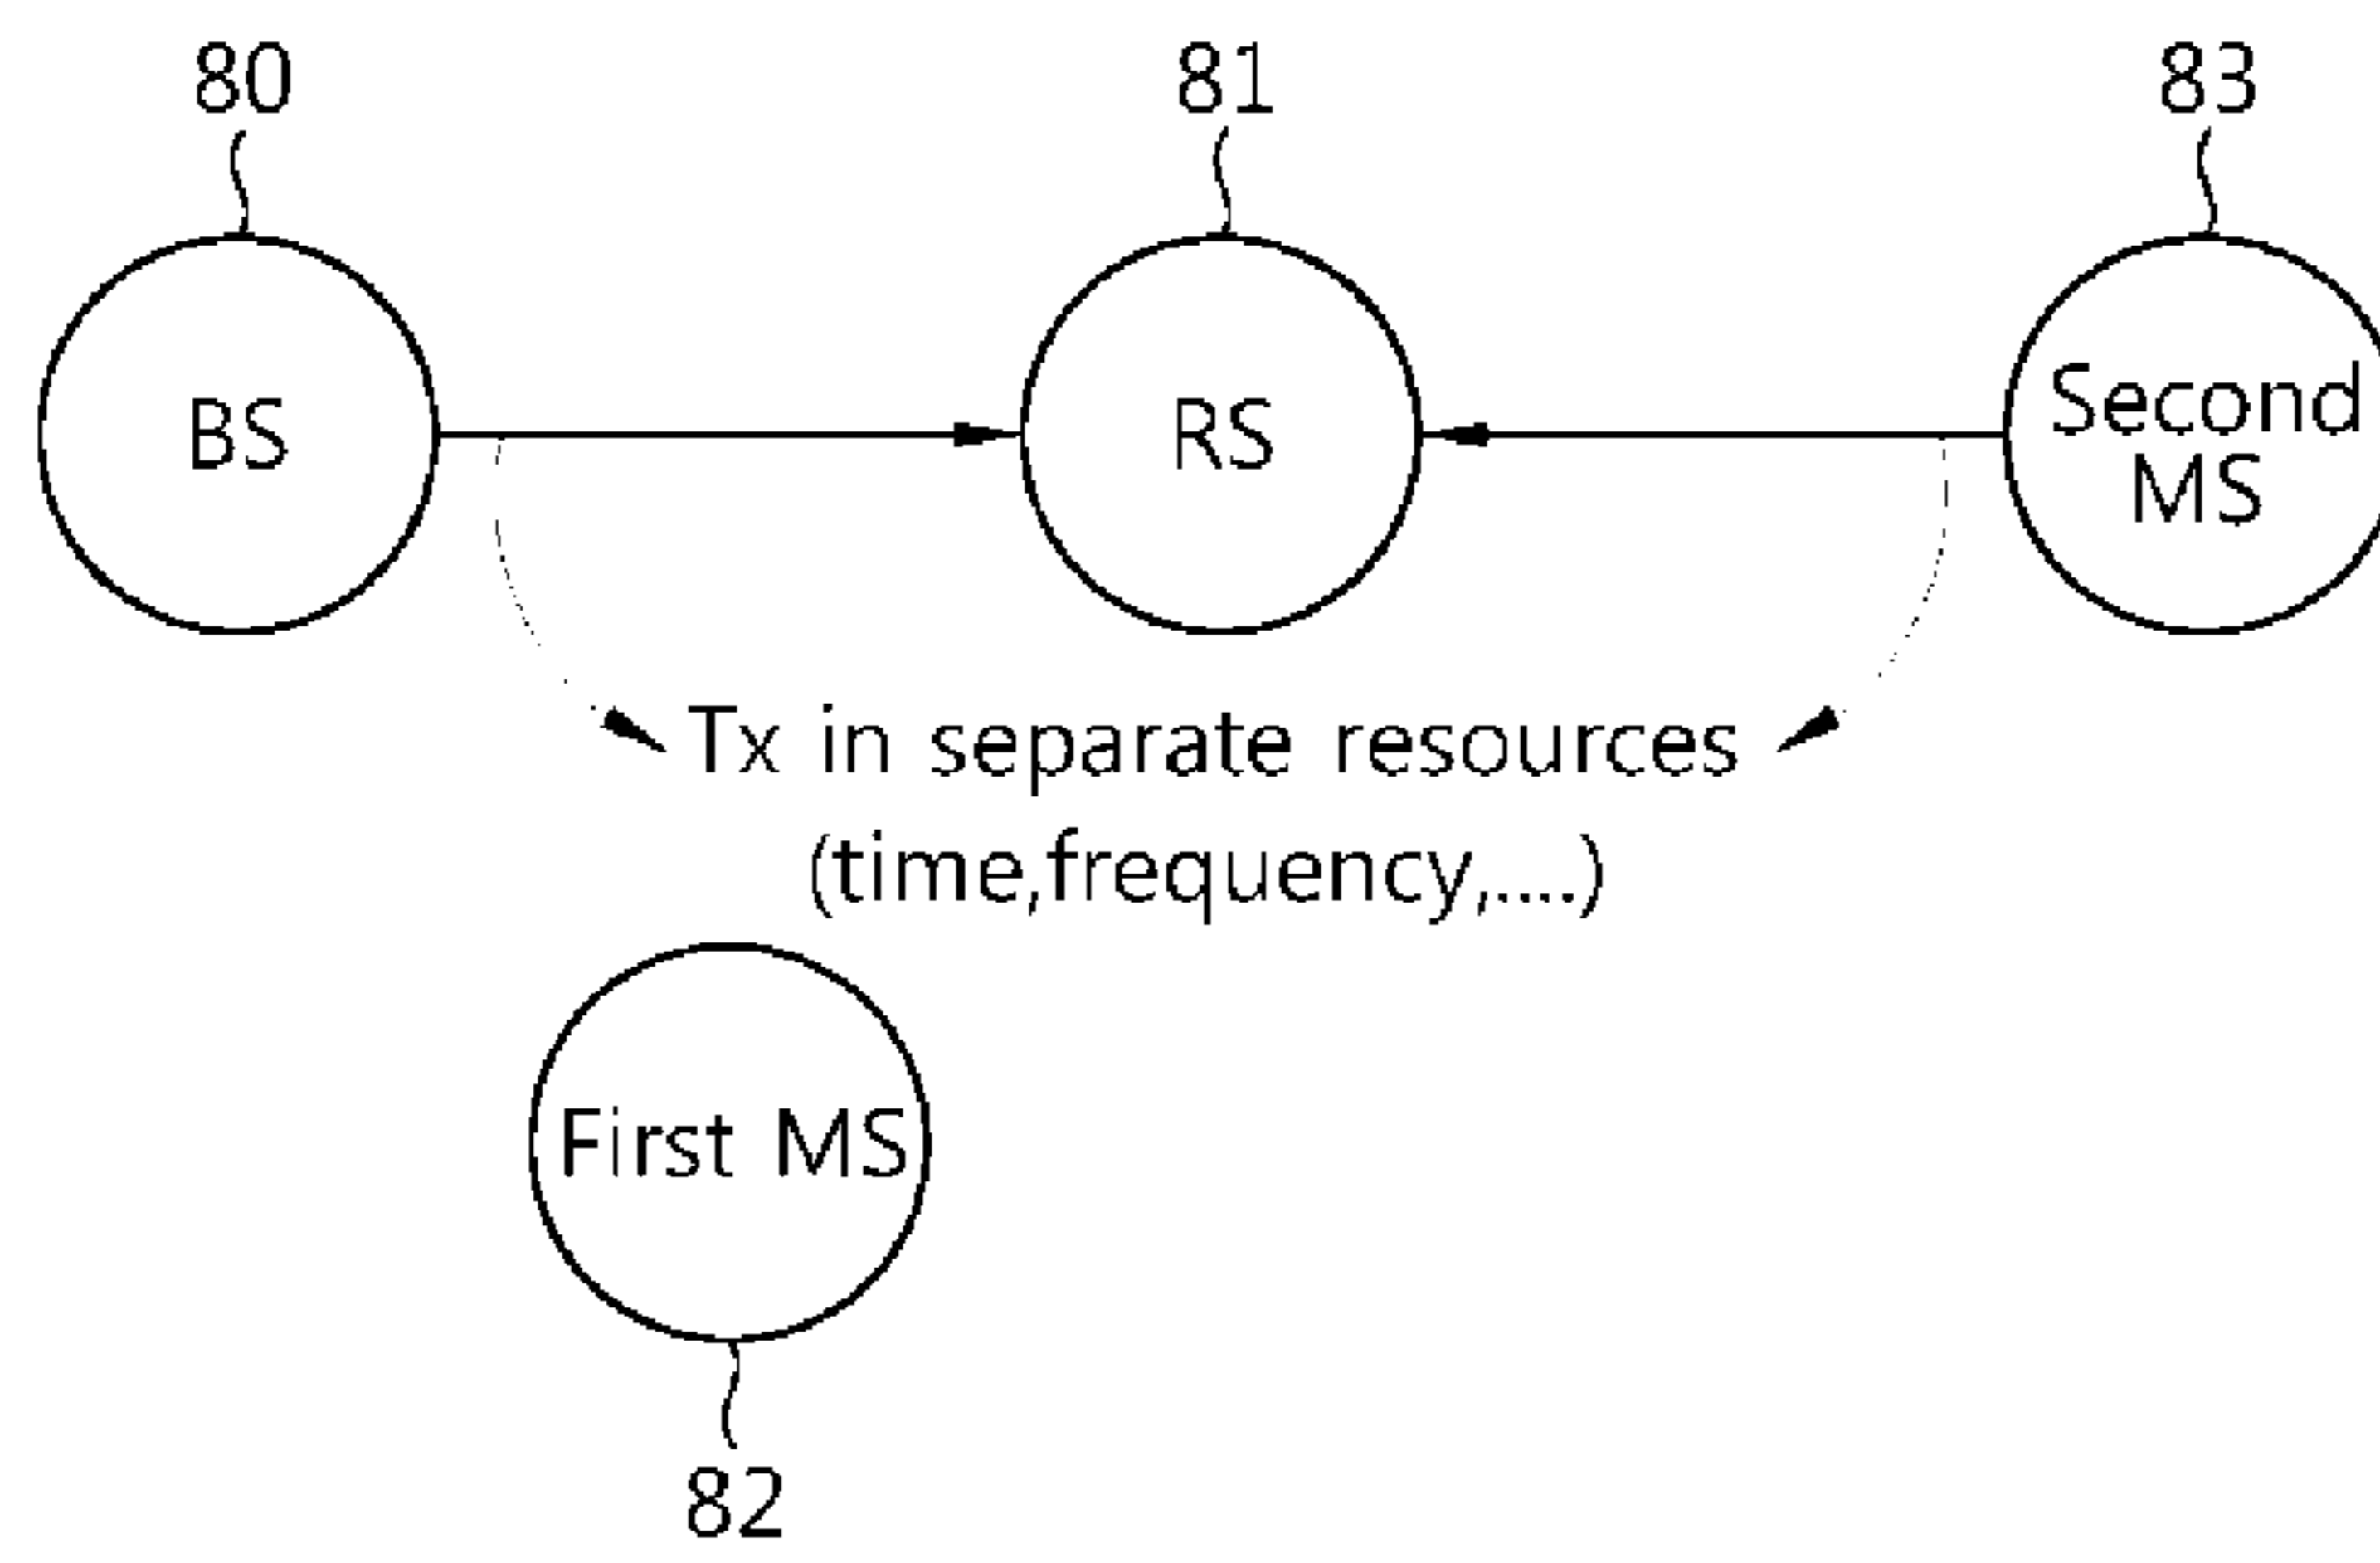 80
81
83
BS
RS
Second
MS
Tx in separate resources
(time,frequency,....)
First MS
82